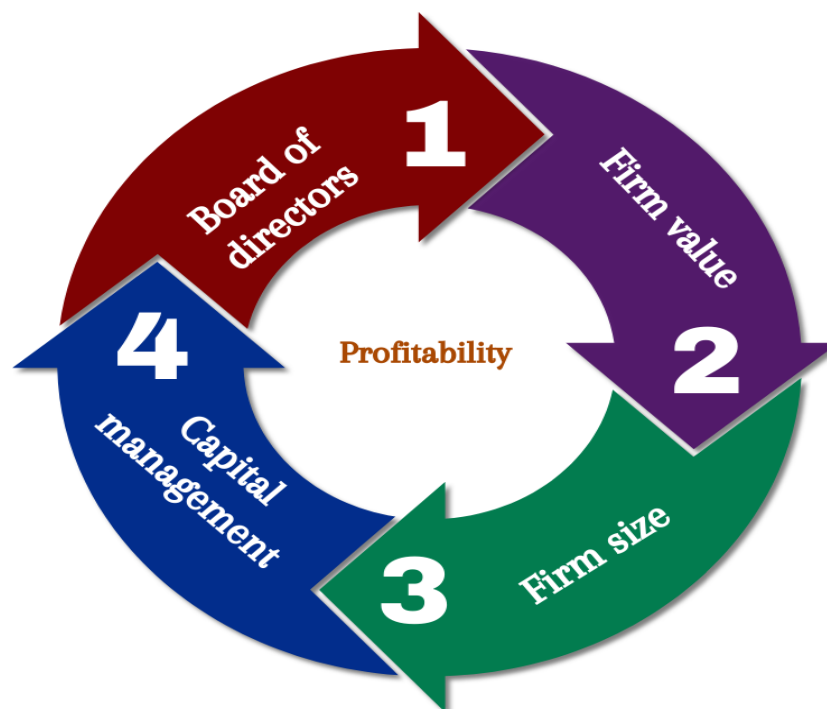 1
Board of
directors
Firm value
2
Firm size
3
Capital
management
4
Profitability